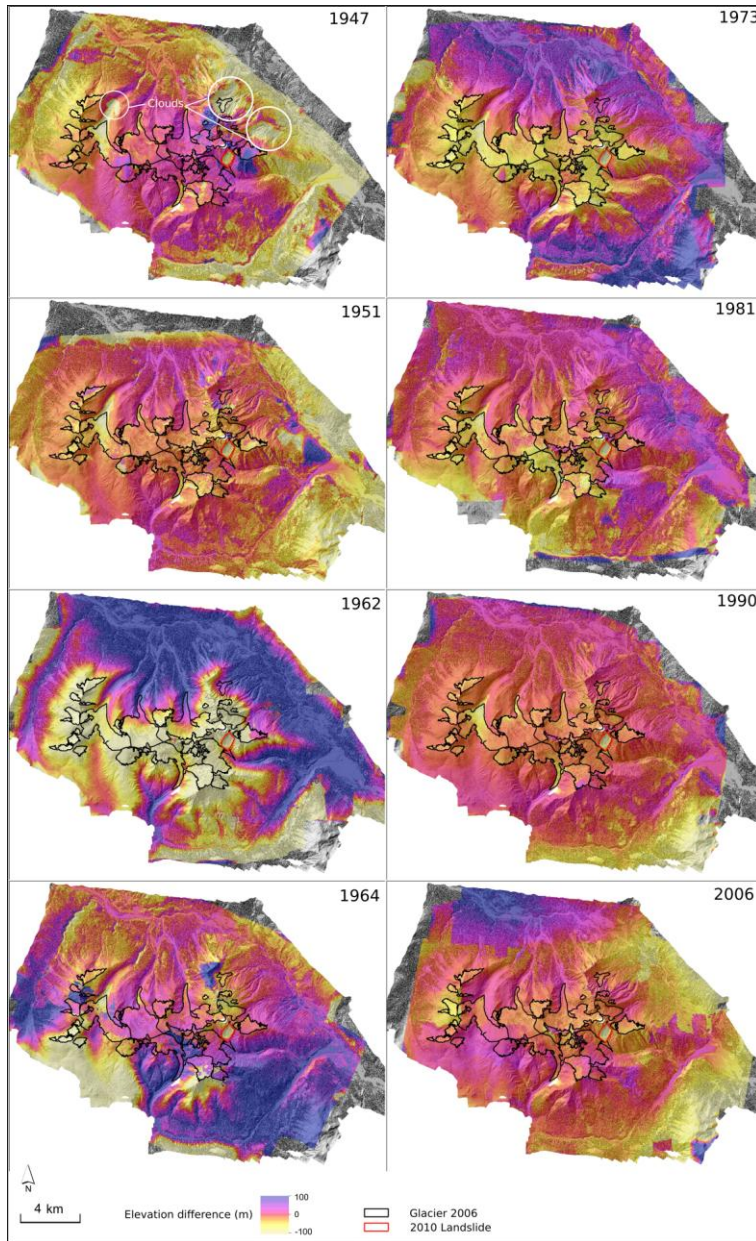 1947
1973
Clouds
1951
1981
1962
1990
1964
2006
N
4 km
Elevation difference (m)
100
0
-100
Glacier 2006
2010 Landslide